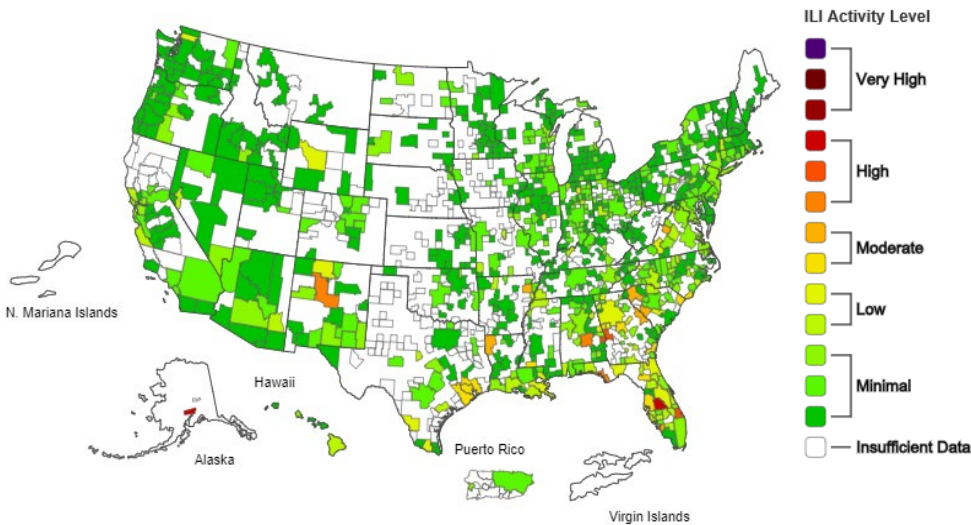 ILI Activity Level
Very High
High
Moderate
Low
Minimal
Insufficient Data
N. Mariana Islands
Hawaii
Alaska
Puerto Rico
Virgin Islands